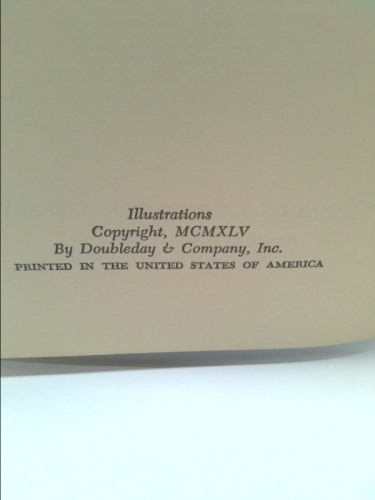 Illustrations
Copyright, MCMXLV
By Doubleday & Company, Inc.
PRINTED IN THE UNITED STATES OF AMERICA